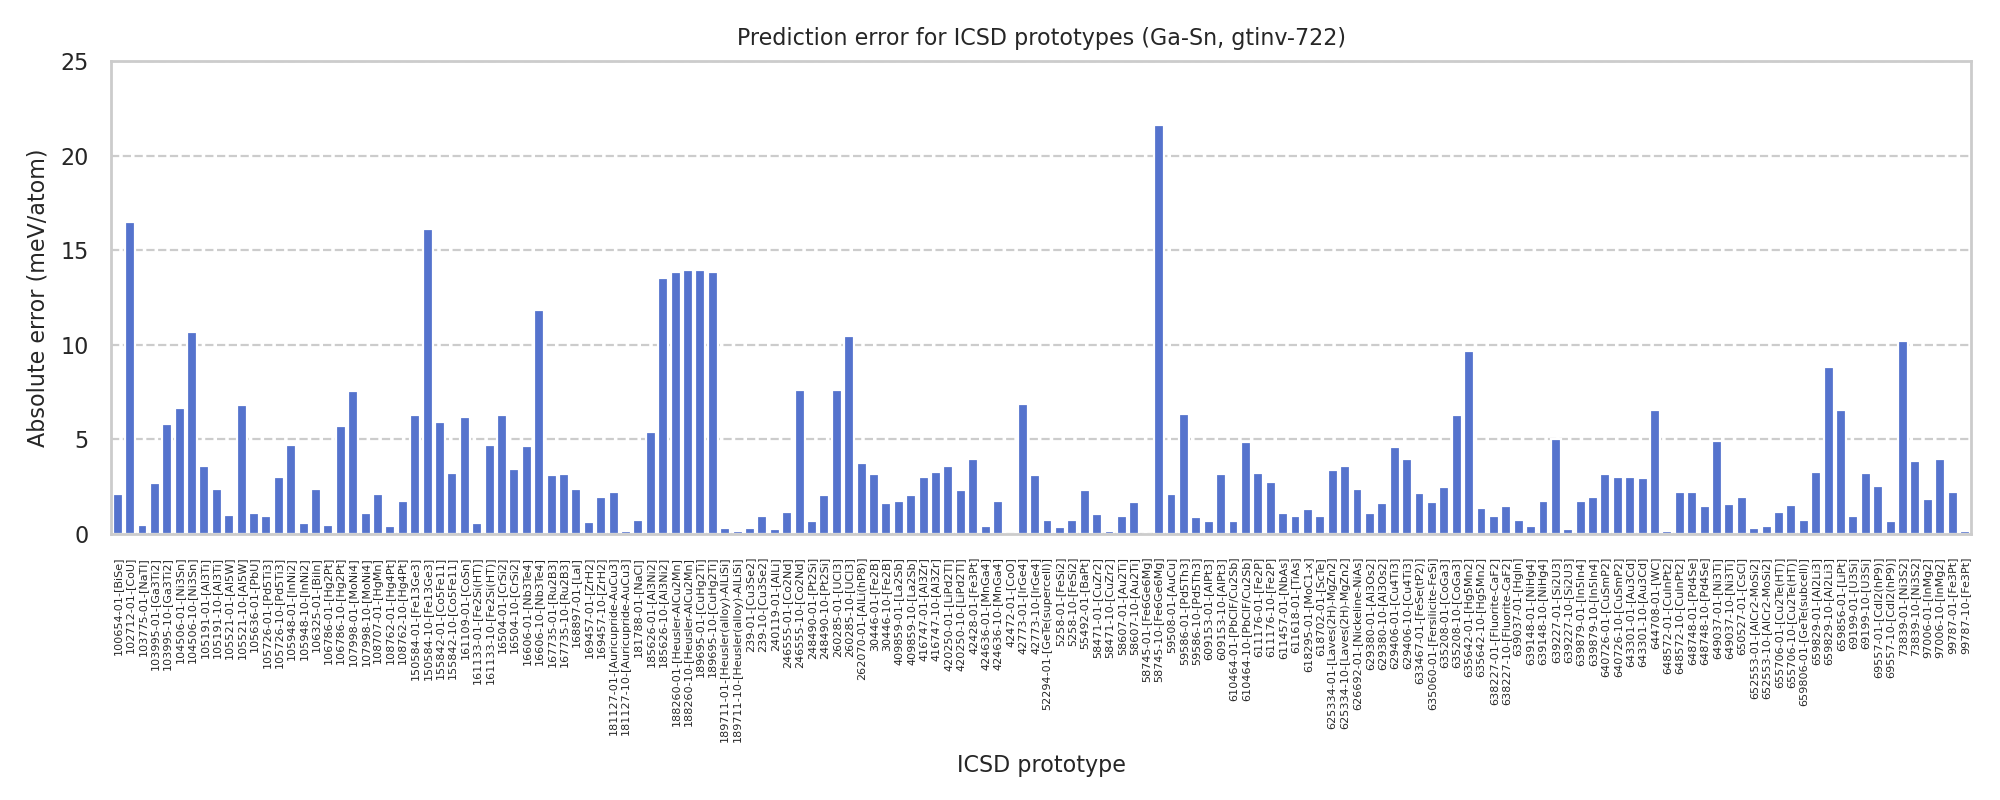 Prediction error for ICSD prototypes (Ga-Sn, gtinv-722)
Absolute error (meV/atom)
25
20
15
10
5
0
100654-01-[BiSe]
102712-01-[CoU]
103775-01-[NaTl]
103995-01-[Ga3Ti2]
103995-10-[Ga3Ti2]
104506-01-[Ni3Sn]
104506-10-[Ni3Sn]
105191-01-[Al3Ti]
105191-10-[Al3Ti]
105521-01-[Al5W]
105521-10-[Al5W]
105636-01-[PbU]
105726-01-[Pd5Ti3]
105726-10-[Pd5Ti3]
105948-01-[InNi2]
105948-10-[InNi2]
106325-01-[BiIn]
106786-01-[Hg2Pt]
106786-10-[Hg2Pt]
107998-01-[MoNi4]
107998-10-[MoNi4]
108707-01-[HgMn]
108762-01-[Hg4Pt]
108762-10-[Hg4Pt]
150584-01-[Fe13Ge3]
150584-10-[Fe13Ge3]
155842-01-[Co5Fe11]
155842-10-[Co5Fe11]
161109-01-[CoSn]
161133-01-[Fe2Si(HT)]
161133-10-[Fe2Si(HT)]
16504-01-[CrSi2]
16504-10-[CrSi2]
16606-01-[Nb3Te4]
16606-10-[Nb3Te4]
167735-01-[Ru2B3]
167735-10-[Ru2B3]
168897-01-[LaI]
169457-01-[ZrH2]
169457-10-[ZrH2]
181127-01-[Auricupride-AuCu3]
181127-10-[Auricupride-AuCu3]
181788-01-[NaCl]
185626-01-[Al3Ni2]
185626-10-[Al3Ni2]
188260-01-[Heusler-AlCu2Mn]
188260-10-[Heusler-AlCu2Mn]
189695-01-[CuHg2Ti]
189695-10-[CuHg2Ti]
189711-01-[Heusler(alloy)-AlLiSi]
189711-10-[Heusler(alloy)-AlLiSi]
239-01-[Cu3Se2]
239-10-[Cu3Se2]
240119-01-[AlLi]
246555-01-[Co2Nd]
246555-10-[Co2Nd]
248490-01-[Pt2Si]
248490-10-[Pt2Si]
260285-01-[UCl3]
260285-10-[UCl3]
262070-01-[AlLi(hP8)]
30446-01-[Fe2B]
30446-10-[Fe2B]
409859-01-[La2Sb]
409859-10-[La2Sb]
416747-01-[Al3Zr]
416747-10-[Al3Zr]
420250-01-[LiPd2Tl]
420250-10-[LiPd2Tl]
42428-01-[Fe3Pt]
424636-01-[MnGa4]
424636-10-[MnGa4]
42472-01-[CoO]
42773-01-[IrGe4]
42773-10-[IrGe4]
52294-01-[GeTe(supercell)]
5258-01-[FeSi2]
5258-10-[FeSi2]
55492-01-[BaPt]
58471-01-[CuZr2]
58471-10-[CuZr2]
58607-01-[Au2Ti]
58607-10-[Au2Ti]
58745-01-[Fe6Ge6Mg]
58745-10-[Fe6Ge6Mg]
59508-01-[AuCu]
59586-01-[Pd5Th3]
59586-10-[Pd5Th3]
609153-01-[AlPt3]
609153-10-[AlPt3]
610464-01-[PbClF/Cu2Sb]
610464-10-[PbClF/Cu2Sb]
611176-01-[Fe2P]
611176-10-[Fe2P]
611457-01-[NbAs]
611618-01-[TiAs]
618295-01-[MoC1-x]
618702-01-[ScTe]
625334-01-[Laves(2H)-MgZn2]
625334-10-[Laves(2H)-MgZn2]
626692-01-[Nickeline-NiAs]
629380-01-[Al3Os2]
629380-10-[Al3Os2]
629406-01-[Cu4Ti3]
629406-10-[Cu4Ti3]
633467-01-[FeSe(tP2)]
635060-01-[Fersilicite-FeSi]
635208-01-[CoGa3]
635208-10-[CoGa3]
635642-01-[Hg5Mn2]
635642-10-[Hg5Mn2]
638227-01-[Fluorite-CaF2]
638227-10-[Fluorite-CaF2]
639037-01-[HgIn]
639148-01-[NiHg4]
639148-10-[NiHg4]
639227-01-[Si2U3]
639227-10-[Si2U3]
639879-01-[In5In4]
639879-10-[In5In4]
640726-01-[CuSmP2]
640726-10-[CuSmP2]
643301-01-[Au3Cd]
643301-10-[Au3Cd]
644708-01-[WC]
648572-01-[CuInPt2]
648572-10-[CuInPt2]
648748-01-[Pd4Se]
648748-10-[Pd4Se]
649037-01-[Ni3Ti]
649037-10-[Ni3Ti]
650527-01-[CsCl]
652553-01-[AlCr2-MoSi2]
652553-10-[AlCr2-MoSi2]
655706-01-[Cu2Te(HT)]
655706-10-[Cu2Te(HT)]
659806-01-[GeTe(subcell)]
659829-01-[Al2Li3]
659829-10-[Al2Li3]
659856-01-[LiPt]
69199-01-[U3Si]
69199-10-[U3Si]
69557-01-[CdI2(hP9)]
69557-10-[CdI2(hP9)]
73839-01-[Ni3S2]
73839-10-[Ni3S2]
97006-01-[InMg2]
97006-10-[InMg2]
99787-01-[Fe3Pt]
99787-10-[Fe3Pt]
ICSD prototype